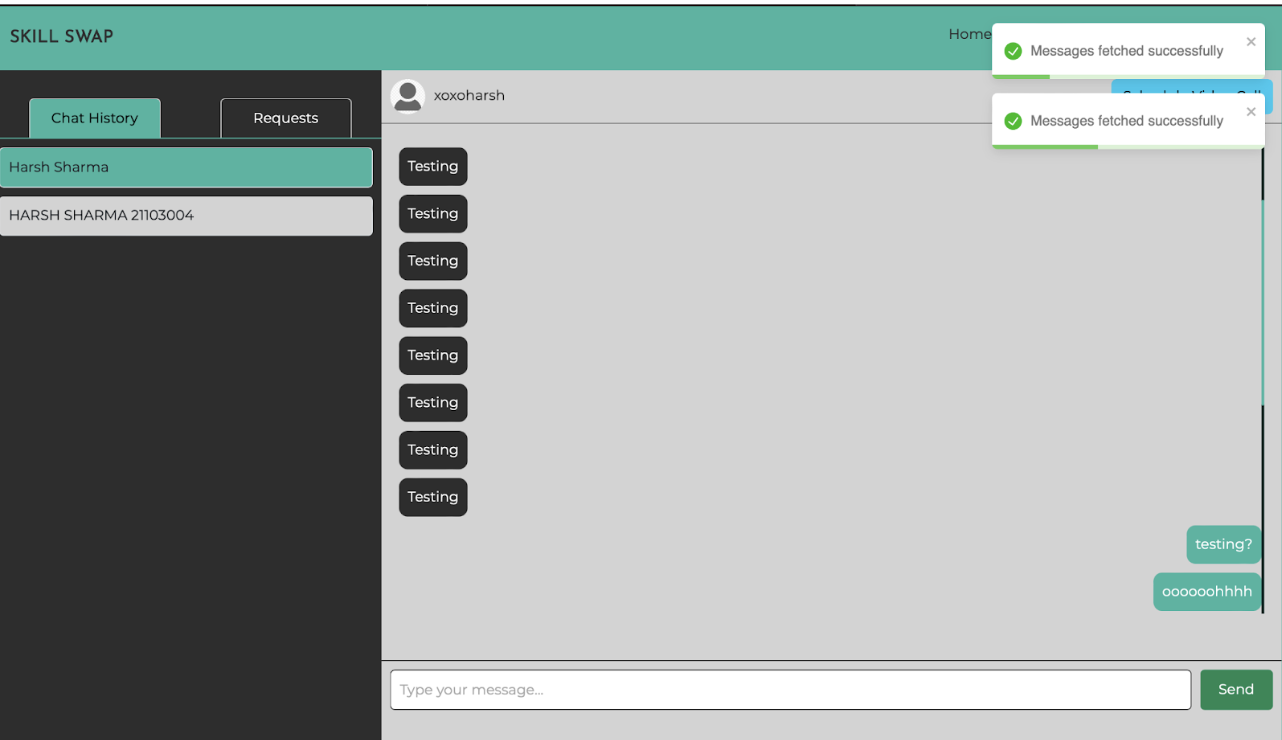 SKILL SWAP
Home
Messages fetched successfully
Messages fetched successfully
Chat History
Requests
Harsh Sharma
HARSH SHARMA 21103004
xoxoharsh
Testing
Testing
Testing
Testing
Testing
Testing
Testing
Testing
testing?
oooooohhhh
Type your message...
Send